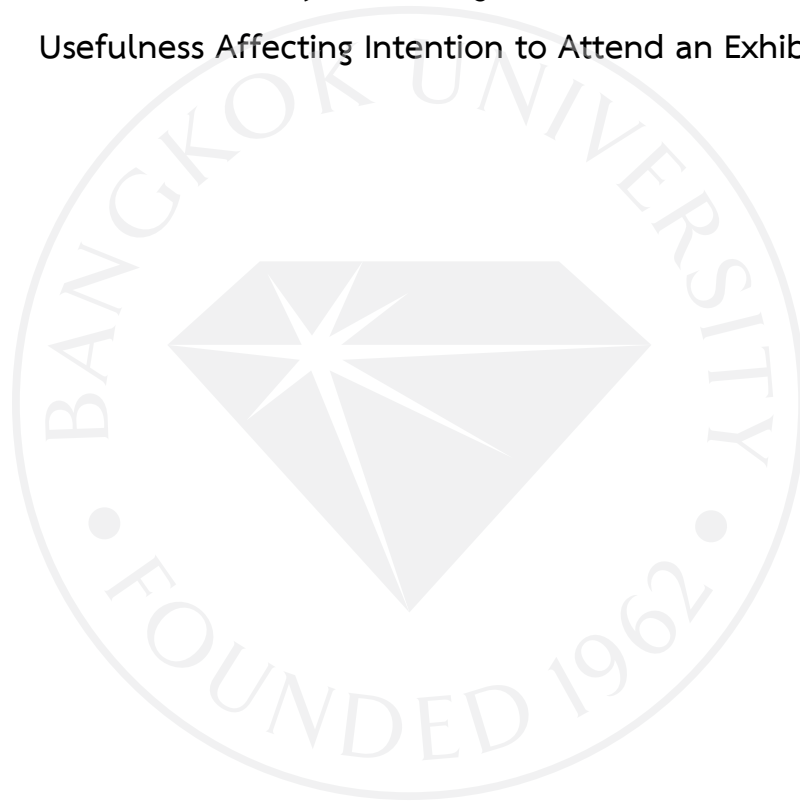 Usefulness Affecting Intention to Attend an Exhib
BANGKOK UNIVERSITY
FOUNDED 1962